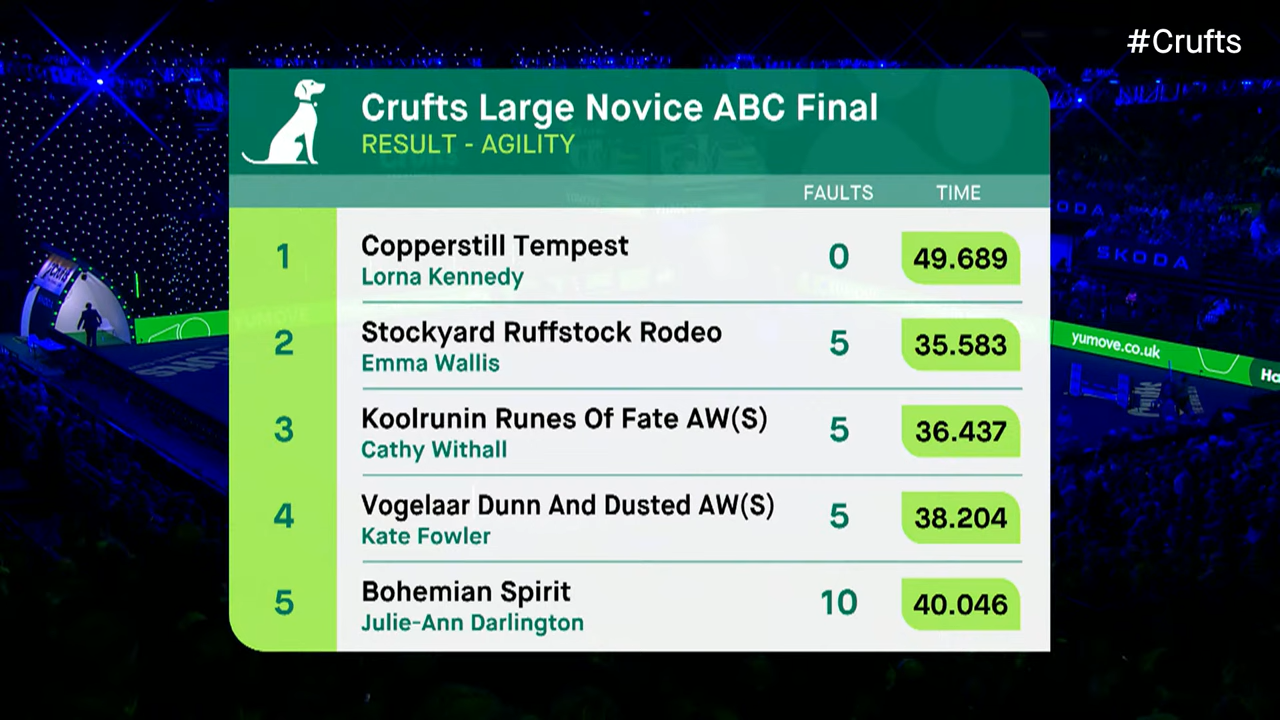 #Crufts
Crufts Large Novice ABC Final
RESULT - AGILITY
FAULTS TIME
1 Copperstill Tempest 0 49.689
Lorna Kennedy
2 Stockyard Ruffstock Rodeo 5 35.583
Emma Wallis
3 Koolrunin Runes Of Fate AW(S) 5 36.437
Cathy Withall
4 Vogelaar Dunn And Dusted AW(S) 5 38.204
Kate Fowler
5 Bohemian Spirit 10 40.046
Julie-Ann Darlington
SKODA
yumove.co.uk
YUMOVE